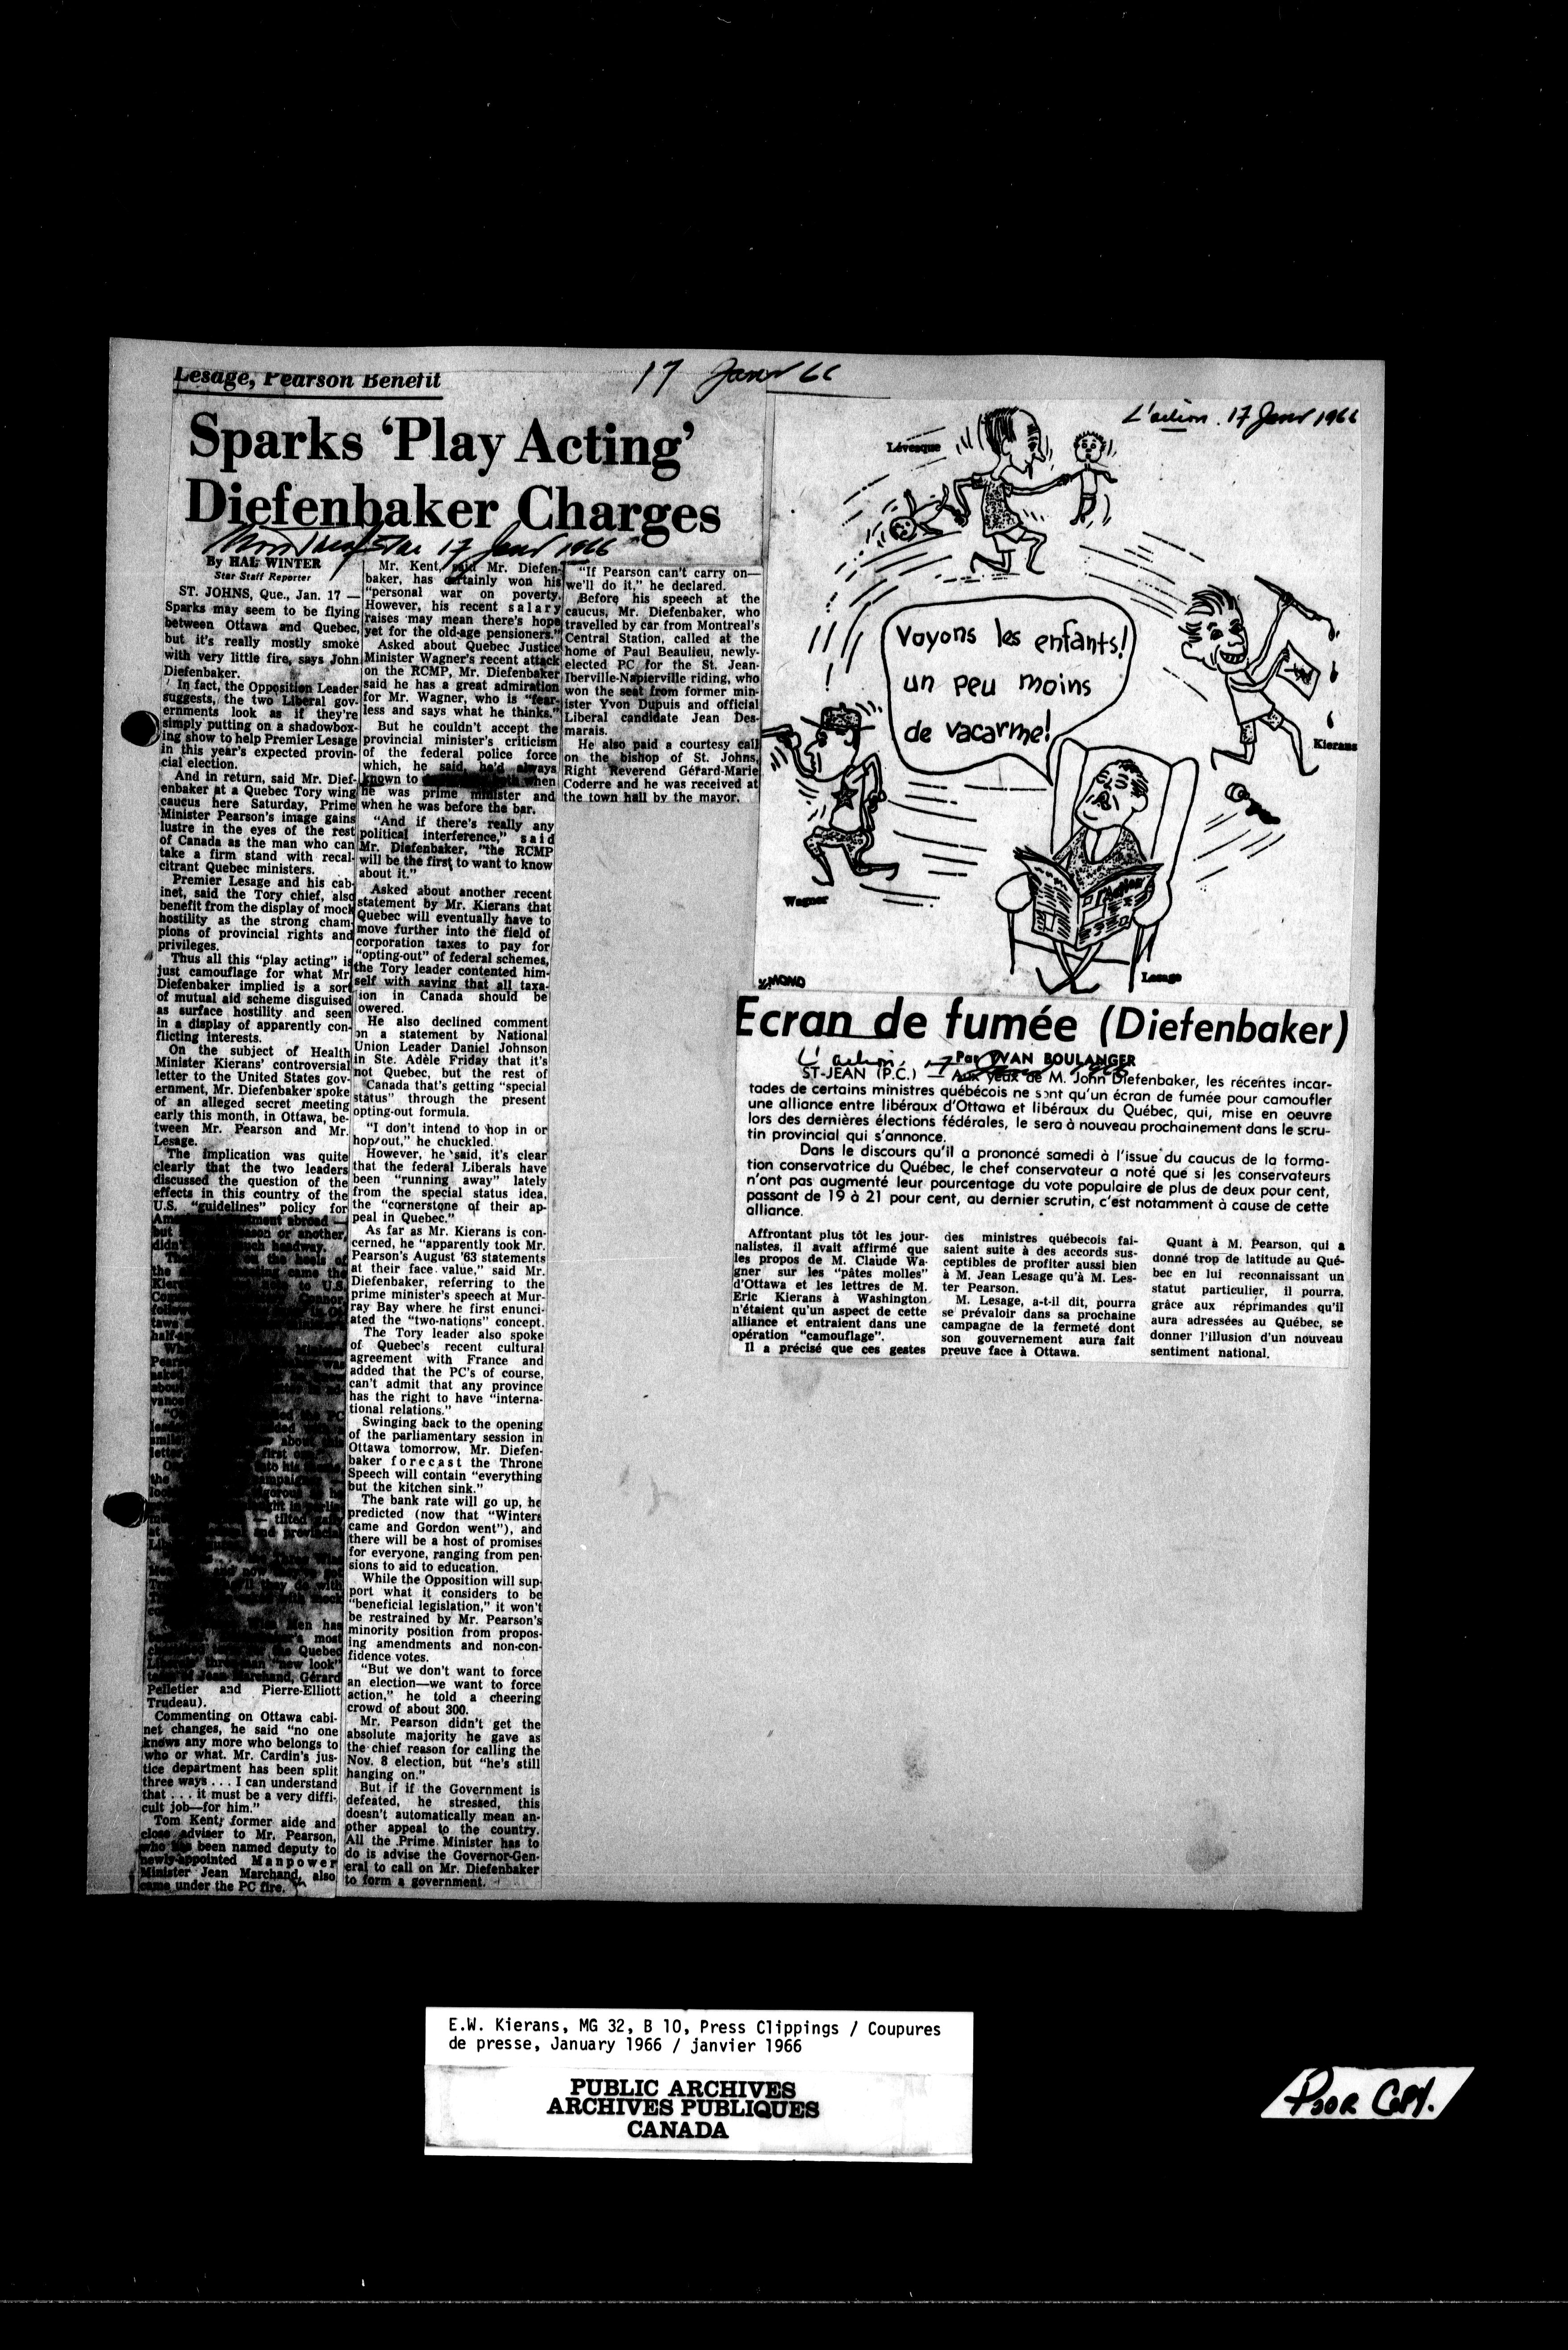 17 Janv 66
Lesage, Pearson Benefit
Sparks 'Play Acting'
Diefenbaker Charges
Montreal Star 17 Janv 1966
By HAL WINTER
Star Staff Reporter
ST. JOHNS, Que., Jan. 17 —
Sparks may seem to be flying
between Ottawa and Quebec,
but it's really mostly smoke
with very little fire, says John
Diefenbaker.
In fact, the Opposition Leader
suggests, the two Liberal gov-
ernments look as if they're
simply putting on a shadowbox-
ing show to help Premier Lesage
in this year's expected provin-
cial election.
And in return, said Mr. Dief-
enbaker at a Quebec Tory wing
caucus here Saturday, Prime
Minister Pearson's image gains
lustre in the eyes of the rest
of Canada as the man who can
take a firm stand with recal-
citrant Quebec ministers.
Premier Lesage and his cab-
inet, said the Tory chief, also
benefit from the display of mock
hostility as the strong cham-
pions of provincial rights and
privileges.
Thus all this "play acting" is
just camouflage for what Mr.
Diefenbaker implied is a sort
of mutual aid scheme disguised
as surface hostility and seen
in a display of apparently con-
flicting interests.
On the subject of Health
Minister Kierans' controversial
letter to the United States gov-
ernment, Mr. Diefenbaker spoke
of an alleged secret meeting
early this month, in Ottawa, be-
tween Mr. Pearson and Mr.
Lesage.
The implication was quite
clearly that the two leaders
discussed the question of the
effects in this country of the
U.S. "guidelines" policy for
abroad —
but or another,
headway.
the heels of
came the
to U.S.
first
— tilted
and provincial
has
most
Quebec
"new look"
Jean Marchand, Gérard
Pelletier and Pierre-Elliott
Trudeau).
Commenting on Ottawa cabi-
net changes, he said "no one
knows any more who belongs to
who or what. Mr. Cardin's jus-
tice department has been split
three ways . . . I can understand
that . . . it must be a very diffi-
cult job—for him."
Tom Kent, former aide and
close adviser to Mr. Pearson,
who has been named deputy to
newly-appointed Manpower
Minister Jean Marchand, also
came under the PC fire.
Mr. Kent, said Mr. Diefen-
baker, has certainly won his
"personal war on poverty.
However, his recent salary
raises may mean there's hope
yet for the old-age pensioners."
Asked about Quebec Justice
Minister Wagner's recent attack
on the RCMP, Mr. Diefenbaker
said he has a great admiration
for Mr. Wagner, who is "fear-
less and says what he thinks."
But he couldn't accept the
provincial minister's criticism
of the federal police force
which, he said, he'd always
known to when
he was prime minister and
when he was before the bar.
"And if there's really any
political interference," said
Mr. Diefenbaker, "the RCMP
will be the first to want to know
about it."
Asked about another recent
statement by Mr. Kierans that
Quebec will eventually have to
move further into the field of
corporation taxes to pay for
"opting-out" of federal schemes,
the Tory leader contented him-
self with saying that all taxa-
ion in Canada should be
lowered.
He also declined comment
on a statement by National
Union Leader Daniel Johnson
in Ste. Adèle Friday that it's
not Quebec, but the rest of
Canada that's getting "special
status" through the present
opting-out formula.
"I don't intend to hop in or
hop out," he chuckled.
However, he said, it's clear
that the federal Liberals have
been "running away" lately
from the special status idea,
the "cornerstone of their ap-
peal in Quebec."
As far as Mr. Kierans is con-
cerned, he "apparently took Mr.
Pearson's August '63 statements
at their face value," said Mr.
Diefenbaker, referring to the
prime minister's speech at Mur-
ray Bay where he first enunci-
ated the "two-nations" concept.
The Tory leader also spoke
of Quebec's recent cultural
agreement with France and
added that the PC's of course,
can't admit that any province
has the right to have "interna-
tional relations."
Swinging back to the opening
of the parliamentary session in
Ottawa tomorrow, Mr. Diefen-
baker forecast the Throne
Speech will contain "everything
but the kitchen sink."
The bank rate will go up, he
predicted (now that "Winters
came and Gordon went"), and
there will be a host of promises
for everyone, ranging from pen-
sions to aid to education.
While the Opposition will sup-
port what it considers to be
"beneficial legislation," it won't
be restrained by Mr. Pearson's
minority position from propos-
ing amendments and non-con-
fidence votes.
"But we don't want to force
an election—we want to force
action," he told a cheering
crowd of about 300.
Mr. Pearson didn't get the
absolute majority he gave as
the chief reason for calling the
Nov. 8 election, but "he's still
hanging on."
But if if the Government is
defeated, he stressed, this
doesn't automatically mean an-
other appeal to the country.
All the Prime Minister has to
do is advise the Governor-Gen-
eral to call on Mr. Diefenbaker
to form a government.
"If Pearson can't carry on—
we'll do it," he declared.
Before his speech at the
caucus, Mr. Diefenbaker, who
travelled by car from Montreal's
Central Station, called at the
home of Paul Beaulieu, newly-
elected PC for the St. Jean-
Iberville-Napierville riding, who
won the seat from former min-
ister Yvon Dupuis and official
Liberal candidate Jean Des-
marais.
He also paid a courtesy call
on the bishop of St. Johns,
Right Reverend Gérard-Marie
Coderre and he was received at
the town hall by the mayor.
L'action. 17 Janv 1966
Lévesque
Voyons les enfants!
un peu moins
de vacarme!
Kierans
Wagner
L'ACTION
Lesage
YMONO
Ecran de fumée (Diefenbaker)
L'action. 17
Par YVAN BOULANGER
ST-JEAN (P.C.) — Aux yeux de M. John Diefenbaker, les récentes incar-
tades de certains ministres québécois ne sont qu'un écran de fumée pour camoufler
une alliance entre libéraux d'Ottawa et libéraux du Québec, qui, mise en oeuvre
lors des dernières élections fédérales, le sera à nouveau prochainement dans le scru-
tin provincial qui s'annonce.
Dans le discours qu'il a prononcé samedi à l'issue du caucus de la forma-
tion conservatrice du Québec, le chef conservateur a noté que si les conservateurs
n'ont pas augmenté leur pourcentage du vote populaire de plus de deux pour cent,
passant de 19 à 21 pour cent, au dernier scrutin, c'est notamment à cause de cette
alliance.
Affrontant plus tôt les jour-
nalistes, il avait affirmé que
les propos de M. Claude Wa-
gner sur les "pâtes molles"
d'Ottawa et les lettres de M.
Eric Kierans à Washington
n'étaient qu'un aspect de cette
alliance et entraient dans une
opération "camouflage".
Il a précisé que ces gestes
des ministres québecois fai-
saient suite à des accords sus-
ceptibles de profiter aussi bien
à M. Jean Lesage qu'à M. Les-
ter Pearson.
M. Lesage, a-t-il dit, pourra
se prévaloir dans sa prochaine
campagne de la fermeté dont
son gouvernement aura fait
preuve face à Ottawa.
Quant à M. Pearson, qui a
donné trop de latitude au Qué-
bec en lui reconnaissant un
statut particulier, il pourra,
grâce aux réprimandes qu'il
aura adressées au Québec, se
donner l'illusion d'un nouveau
sentiment national.
E.W. Kierans, MG 32, B 10, Press Clippings / Coupures
de presse, January 1966 / janvier 1966
PUBLIC ARCHIVES
ARCHIVES PUBLIQUES
CANADA
POOR COPY.